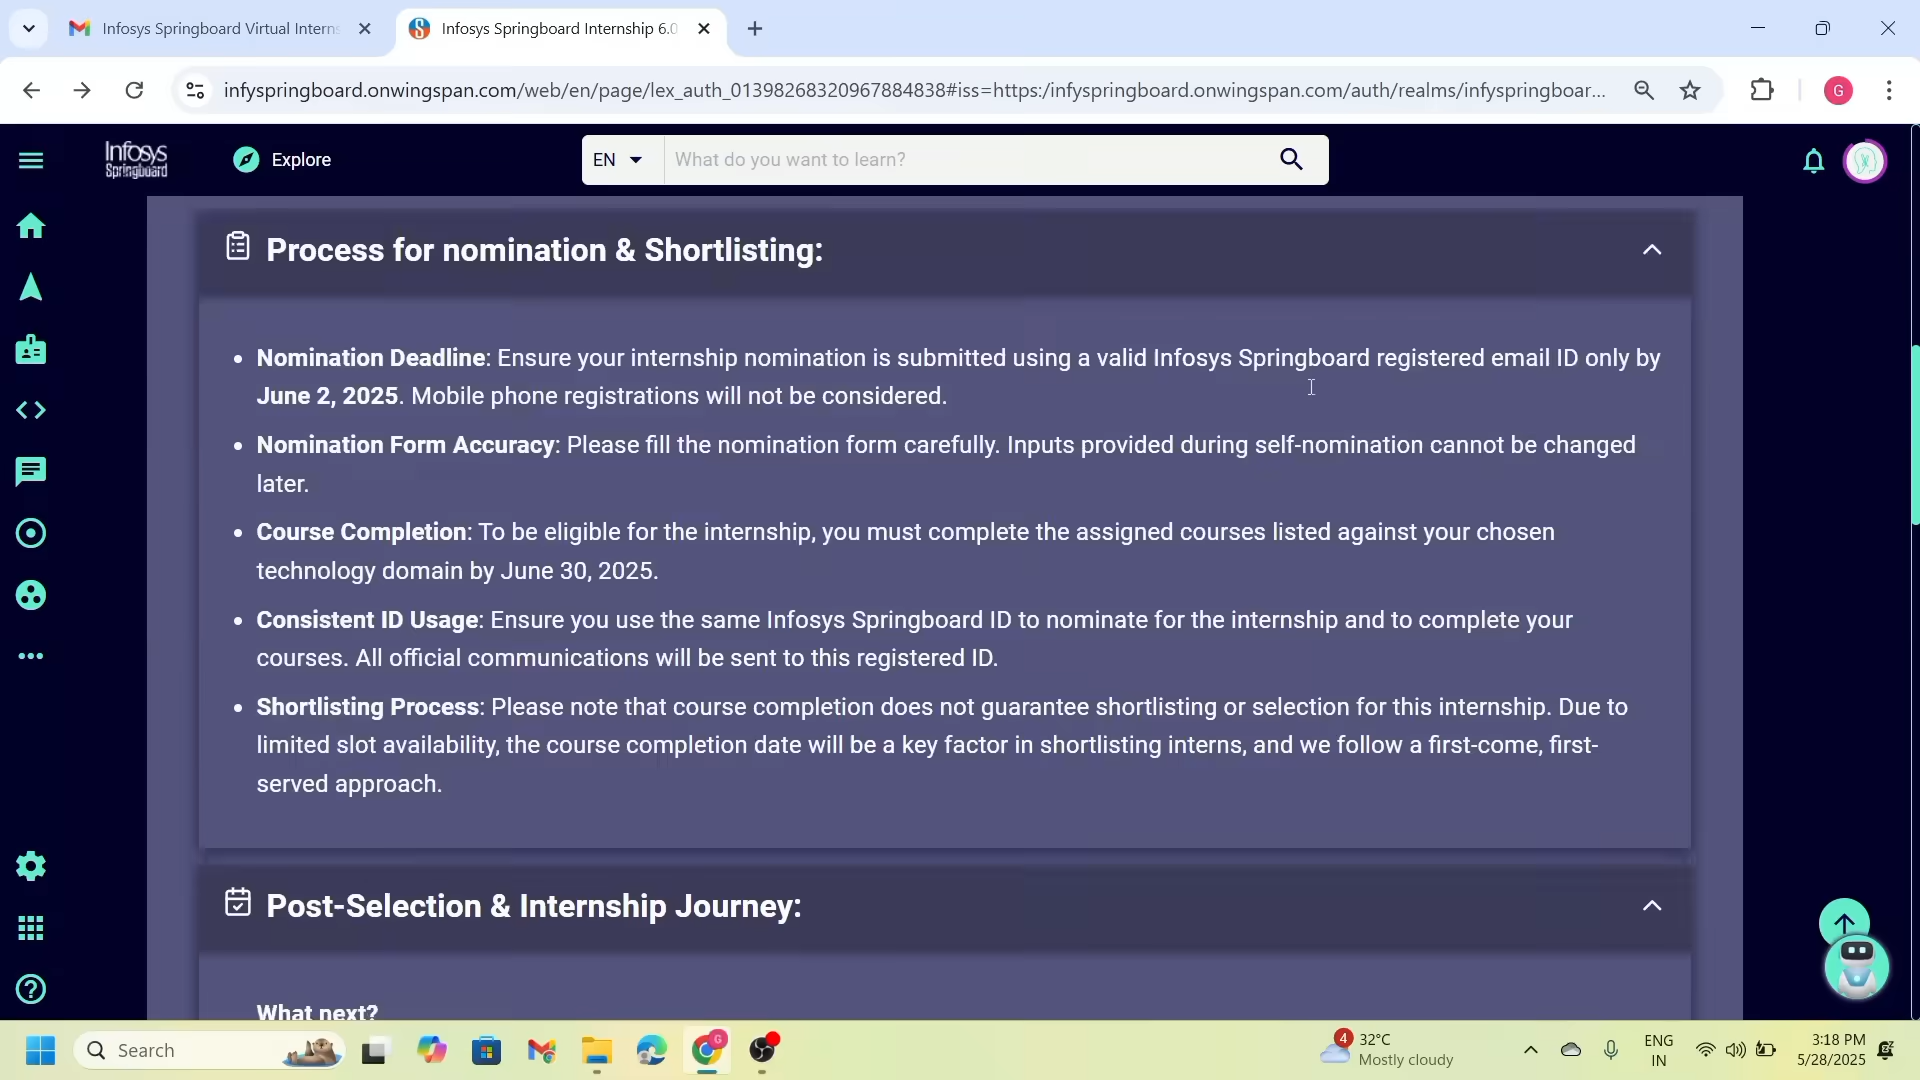 Infosys Springboard Virtual Interns
Infosys Springboard Internship 6.0
infyspringboard.onwingspan.com/web/en/page/lex_auth_01398268320967884838#iss=https:/infyspringboard.onwingspan.com/auth/realms/infyspringboar...
G
Infosys
Springboard
Explore
EN
What do you want to learn?
Process for nomination & Shortlisting:
• Nomination Deadline: Ensure your internship nomination is submitted using a valid Infosys Springboard registered email ID only by
June 2, 2025. Mobile phone registrations will not be considered.
• Nomination Form Accuracy: Please fill the nomination form carefully. Inputs provided during self-nomination cannot be changed
later.
• Course Completion: To be eligible for the internship, you must complete the assigned courses listed against your chosen
technology domain by June 30, 2025.
• Consistent ID Usage: Ensure you use the same Infosys Springboard ID to nominate for the internship and to complete your
courses. All official communications will be sent to this registered ID.
• Shortlisting Process: Please note that course completion does not guarantee shortlisting or selection for this internship. Due to
limited slot availability, the course completion date will be a key factor in shortlisting interns, and we follow a first-come, first-
served approach.
Post-Selection & Internship Journey:
What next?
Search
G
4
32°C
Mostly cloudy
ENG
IN
3:18 PM
5/28/2025